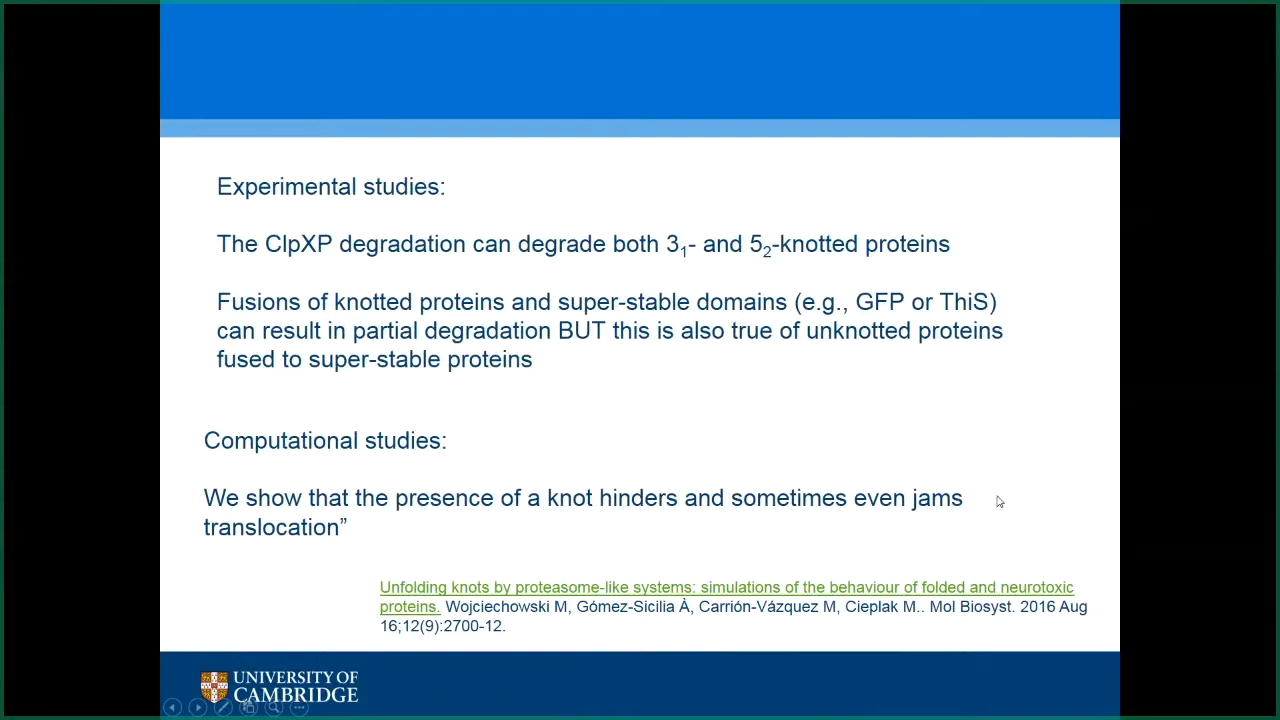 Experimental studies:
The ClpXP degradation can degrade both 3₁- and 5₂-knotted proteins
Fusions of knotted proteins and super-stable domains (e.g., GFP or ThiS)
can result in partial degradation BUT this is also true of unknotted proteins
fused to super-stable proteins
Computational studies:
We show that the presence of a knot hinders and sometimes even jams
translocation”
Unfolding knots by proteasome-like systems: simulations of the behaviour of folded and neurotoxic
proteins. Wojciechowski M, Gómez-Sicilia À, Carrión-Vázquez M, Cieplak M.. Mol Biosyst. 2016 Aug
16;12(9):2700-12.
UNIVERSITY OF
CAMBRIDGE